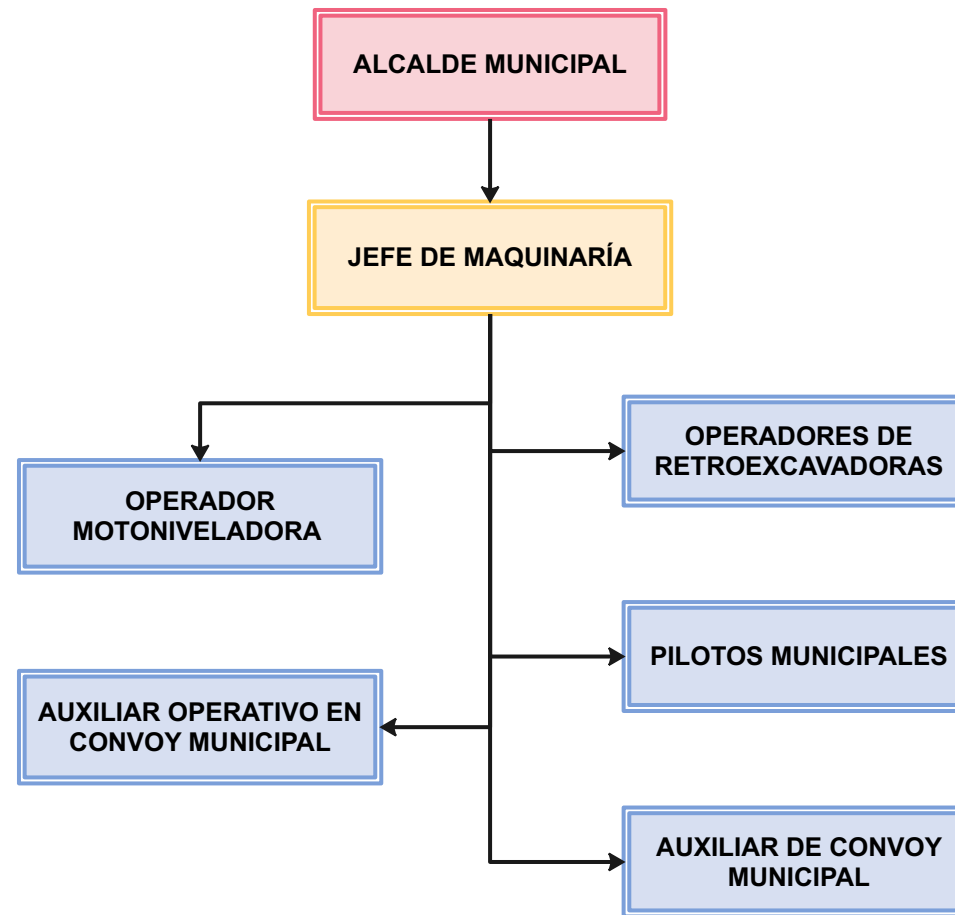 ALCALDE MUNICIPAL
JEFE DE MAQUINARÍA
OPERADORES DE
RETROEXCAVADORAS
OPERADOR
MOTONIVELADORA
PILOTOS MUNICIPALES
AUXILIAR OPERATIVO EN
CONVOY MUNICIPAL
AUXILIAR DE CONVOY
MUNICIPAL